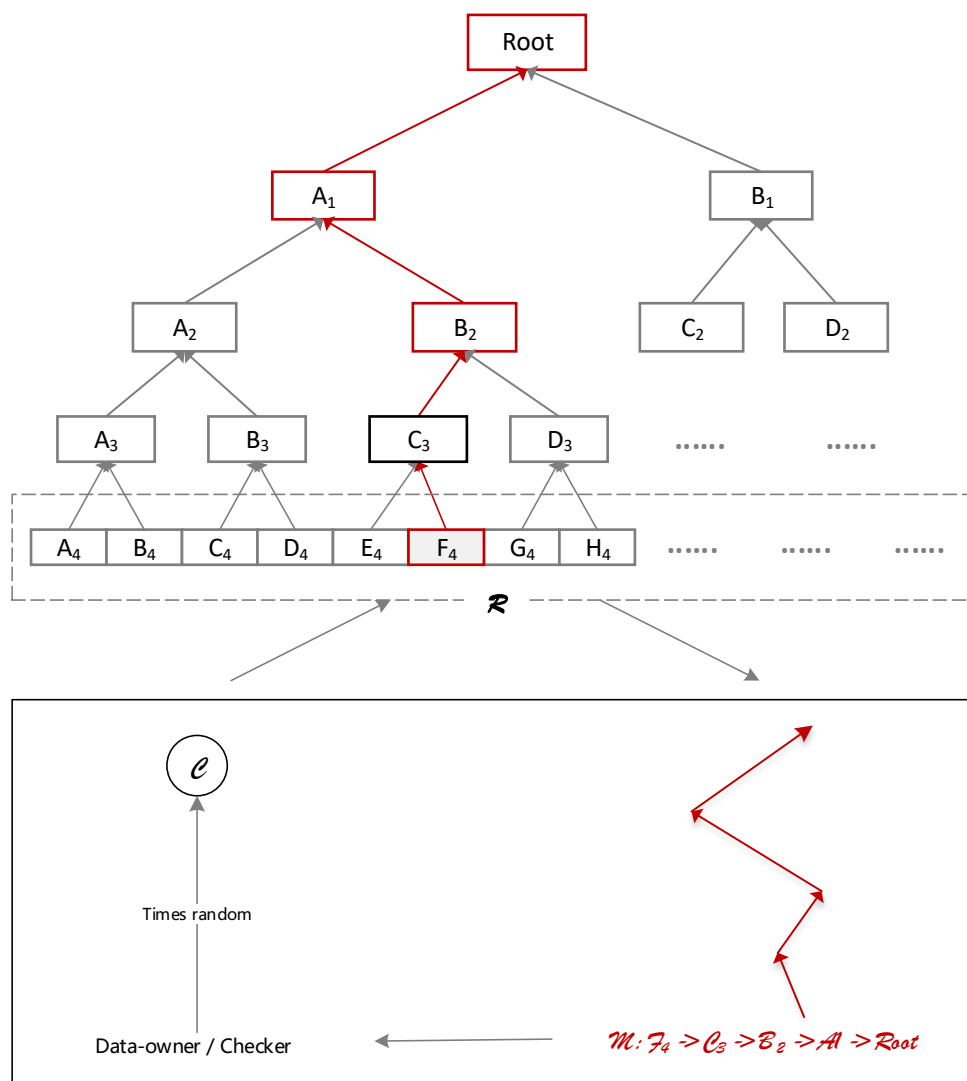 Root
A₁ B₁
A₂ B₂ C₂ D₂
A₃ B₃ C₃ D₃ ...... ......
A₄ B₄ C₄ D₄ E₄ F₄ G₄ H₄ ...... ...... ......
R
C
Times random
Data-owner / Checker
M: F₄ -> C₃ -> B₂ -> A1 -> Root